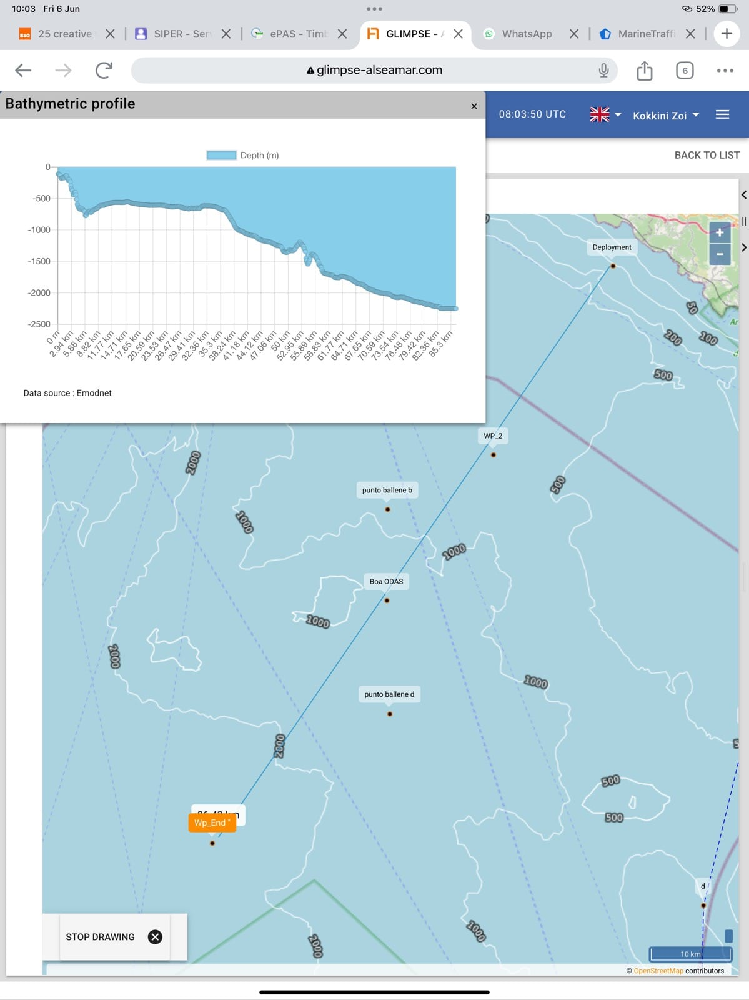 10:03 Fri 6 Jun
52%
25 creative
SIPER - Ser
ePAS - Timb
GLIMPSE - A
WhatsApp
MarineTraffi
glimpse-alseamar.com
6
Bathymetric profile
08:03:50 UTC
Kokkini Zoi
BACK TO LIST
Depth (m)
0
-500
-1000
-1500
-2000
-2500
0 m
2.94 km
5.88 km
8.82 km
11.77 km
14.71 km
17.65 km
20.59 km
23.53 km
26.47 km
29.41 km
32.36 km
35.3 km
38.24 km
41.18 km
44.12 km
47.06 km
50 km
52.95 km
55.89 km
58.83 km
61.77 km
64.71 km
67.65 km
70.59 km
73.54 km
76.48 km
79.42 km
82.36 km
85.3 km
Data source : Emodnet
Deployment
50
Ar
200
100
500
WP_2
2000
500
punto ballene b
1000
1000
Boa ODAS
1000
2000
1000
punto ballene d
2000
500
500
Wp_End *
d
1000
2000
STOP DRAWING
10 km
© OpenStreetMap contributors.